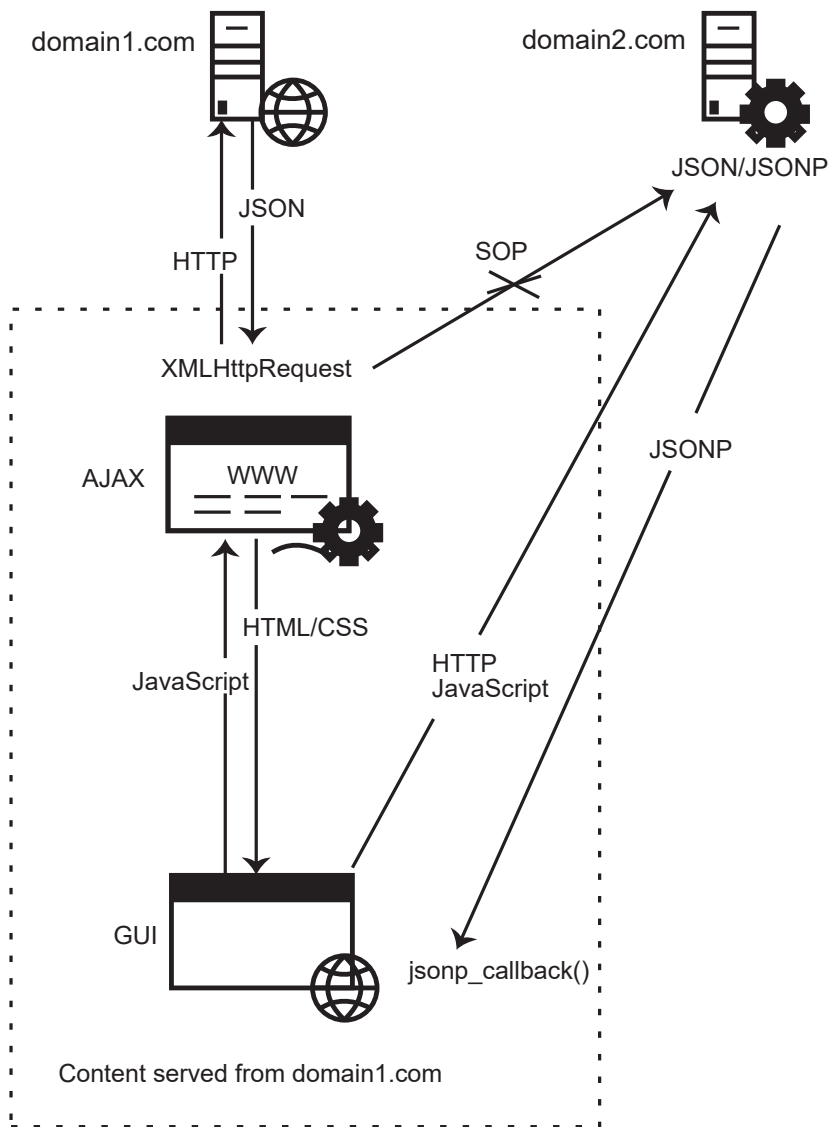 domain1.com
domain2.com
JSON/JSONP
JSON
SOP
HTTP
XMLHttpRequest
JSONP
AJAX
WWW
HTML/CSS
HTTP
JavaScript
JavaScript
GUI
jsonp_callback()
Content served from domain1.com